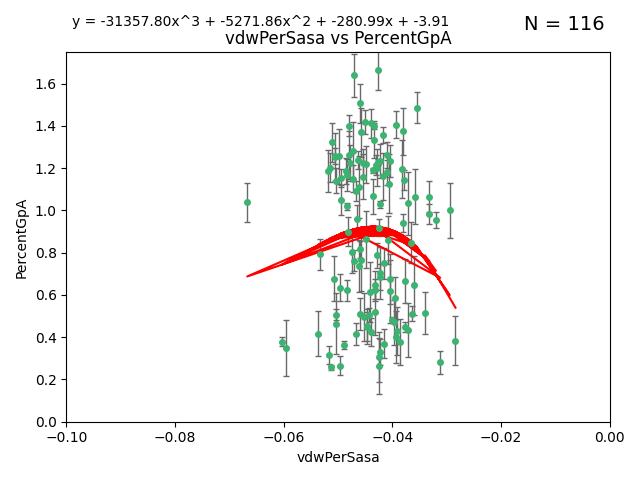 y = -31357.80x^3 + -5271.86x^2 + -280.99x + -3.91
N = 116
vdwPerSasa vs PercentGpA
PercentGpA
1.6
1.4
1.2
1.0
0.8
0.6
0.4
0.2
0.0
−0.10 −0.08 −0.06 −0.04 −0.02 0.00
vdwPerSasa